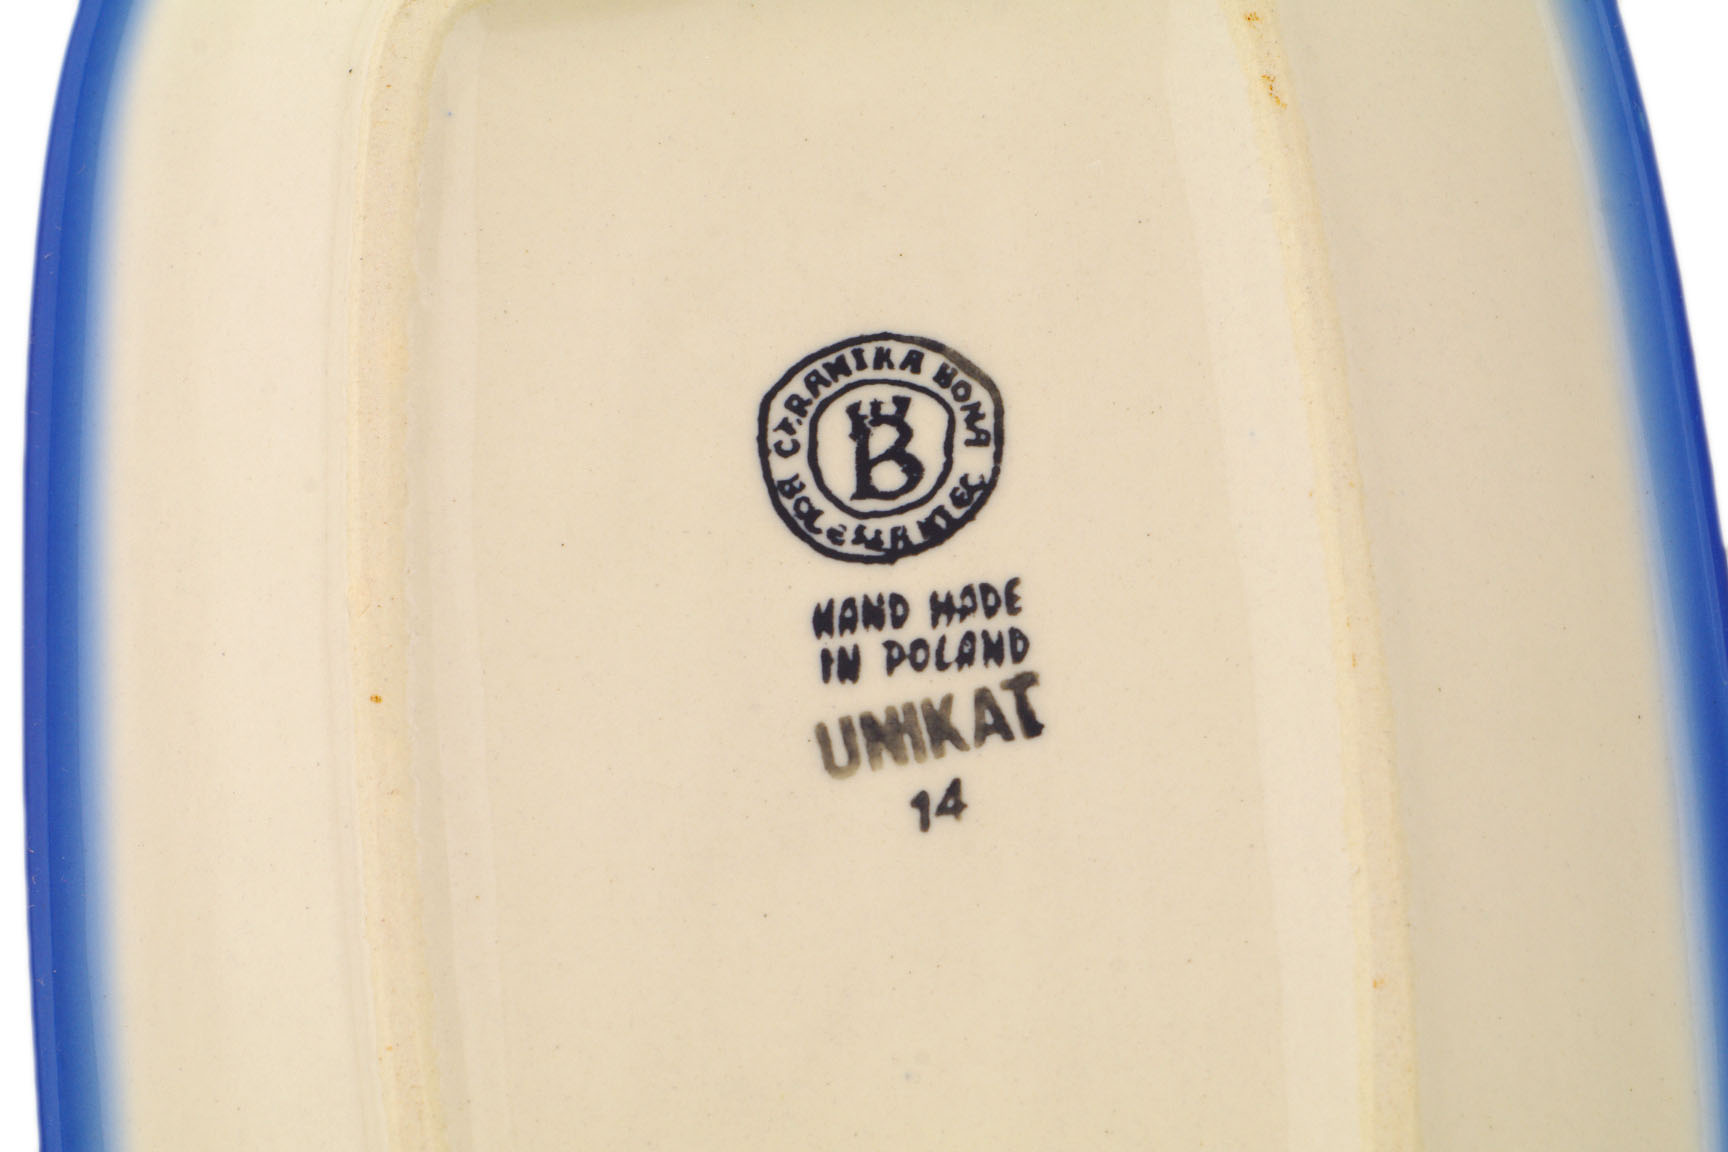 CERAMIKA BONA
B
BOLESŁAWIEC
HAND MADE
IN POLAND
UNIKAT
14